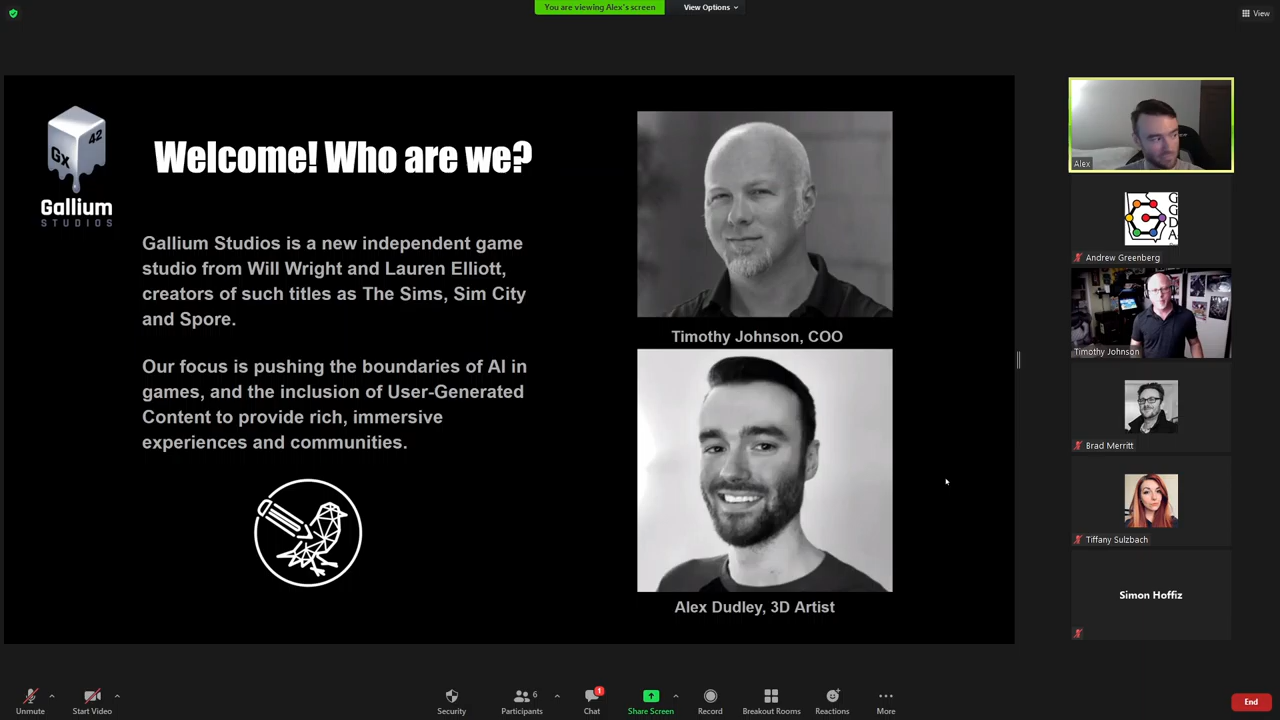 You are viewing Alex's screen
View Options
View
42
Gx
Gallium
STUDIOS
Welcome! Who are we?
Gallium Studios is a new independent game
studio from Will Wright and Lauren Elliott,
creators of such titles as The Sims, Sim City
and Spore.
Our focus is pushing the boundaries of AI in
games, and the inclusion of User-Generated
Content to provide rich, immersive
experiences and communities.
Timothy Johnson, COO
Alex Dudley, 3D Artist
Alex
G
G
D
A
Andrew Greenberg
Timothy Johnson
Brad Merritt
Tiffany Sulzbach
Simon Hoffiz
Unmute
Start Video
Security
Participants
6
Chat
1
Share Screen
Record
Breakout Rooms
Reactions
More
End